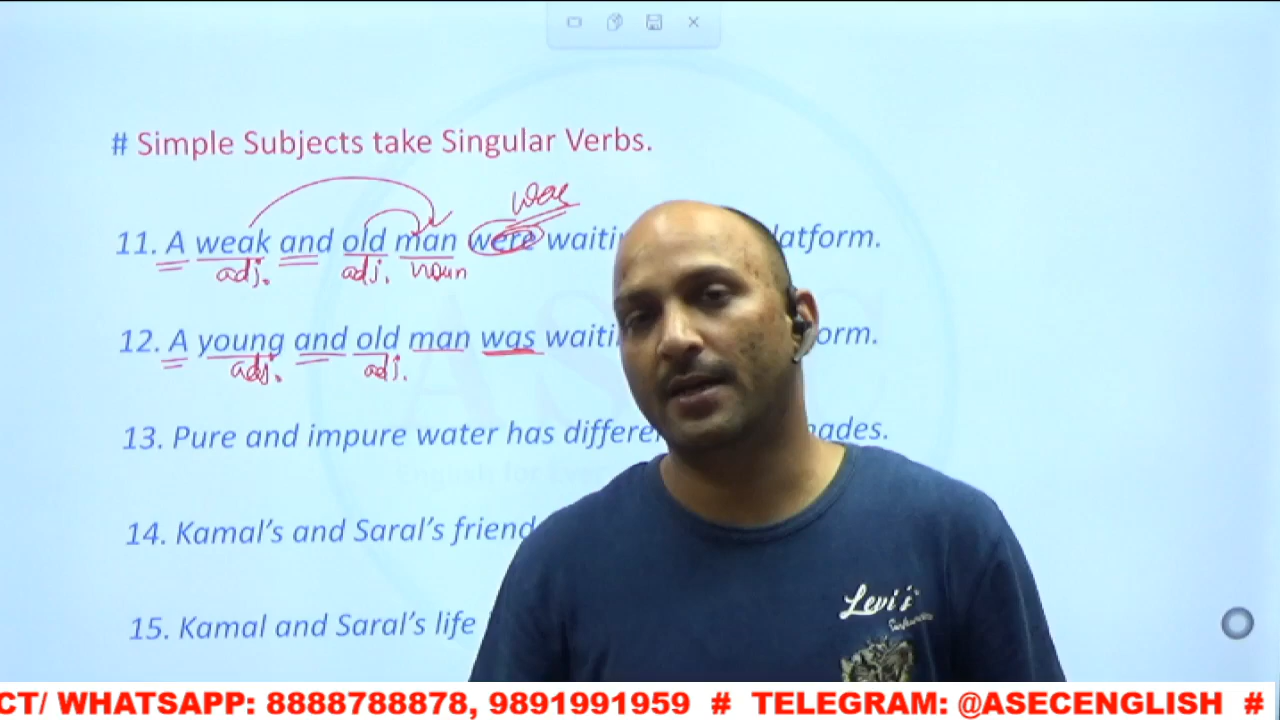 # Simple Subjects take Singular Verbs.
was
11. A weak and old man were waiti latform.
adj. adj. noun
12. A young and old man was waiti orm.
adj. adj.
13. Pure and impure water has differe hades.
14. Kamal's and Saral's friend
15. Kamal and Saral's life
Levi's
CT/ WHATSAPP: 8888788878, 9891991959 # TELEGRAM: @ASECENGLISH #